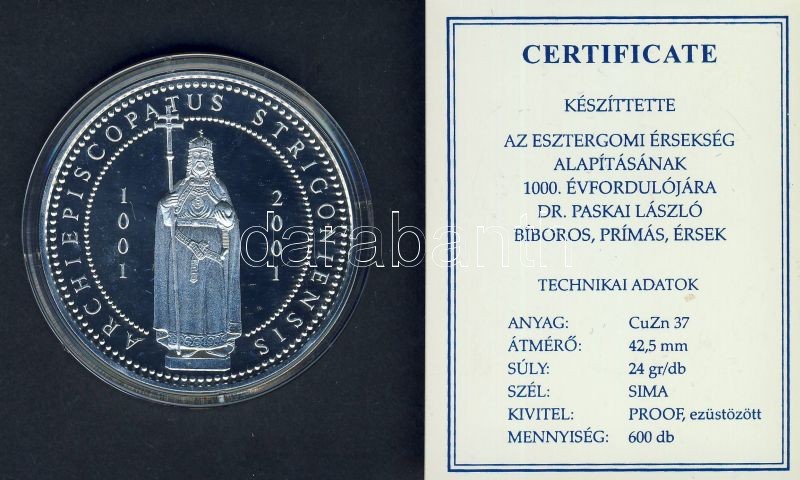 ARCHIEPISCOPATUS STRIGONIENSIS
1001
2001
CERTIFICATE
KÉSZÍTTETTE
AZ ESZTERGOMI ÉRSEKSÉG
ALAPÍTÁSÁNAK
1000. ÉVFORDULÓJÁRA
DR. PASKAI LÁSZLÓ
BÍBOROS, PRÍMÁS, ÉRSEK
TECHNIKAI ADATOK
ANYAG: CuZn 37
ÁTMÉRŐ: 42,5 mm
SÚLY: 24 gr/db
SZÉL: SIMA
KIVITEL: PROOF, ezüstözött
MENNYISÉG: 600 db
darabanth